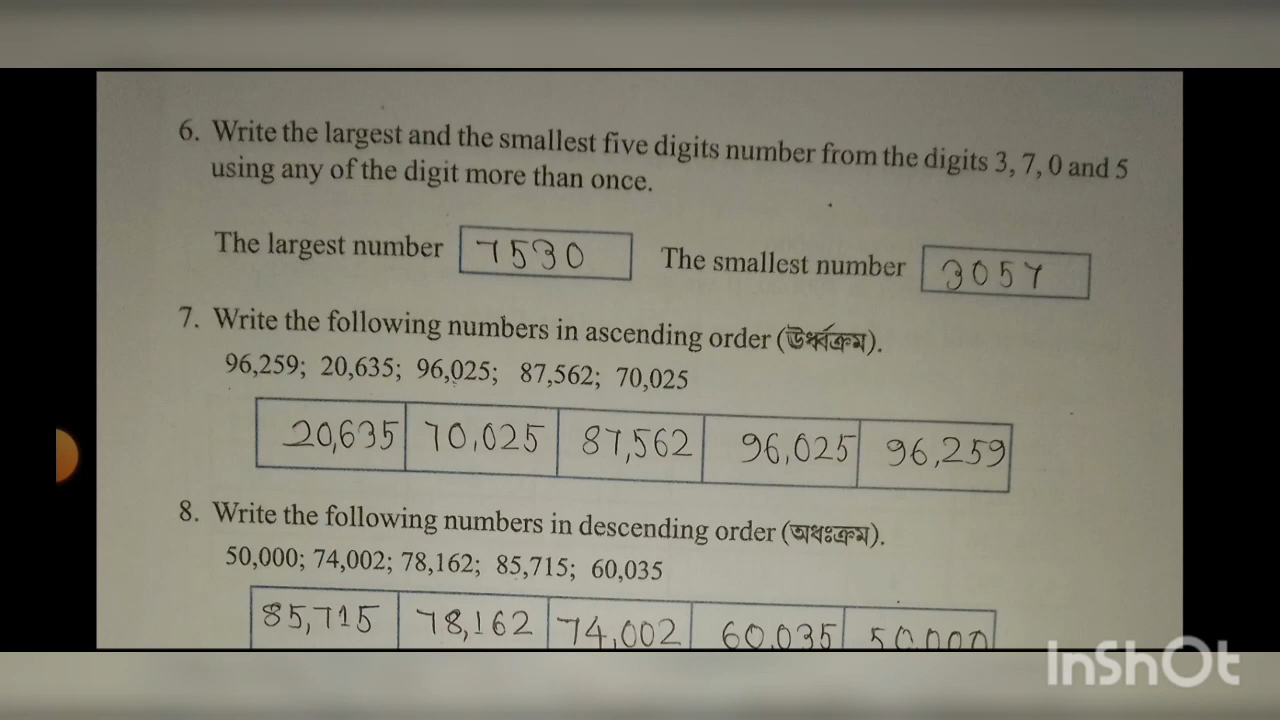 6. Write the largest and the smallest five digits number from the digits 3, 7, 0 and 5
using any of the digit more than once.
The largest number 7530 The smallest number 3057
7. Write the following numbers in ascending order (ঊর্ধ্বক্রম).
96,259; 20,635; 96,025; 87,562; 70,025
20,635 70,025 87,562 96,025 96,259
8. Write the following numbers in descending order (অধঃক্রম).
50,000; 74,002; 78,162; 85,715; 60,035
85,715 78,162 74,002 60,035 50,000
InShOt